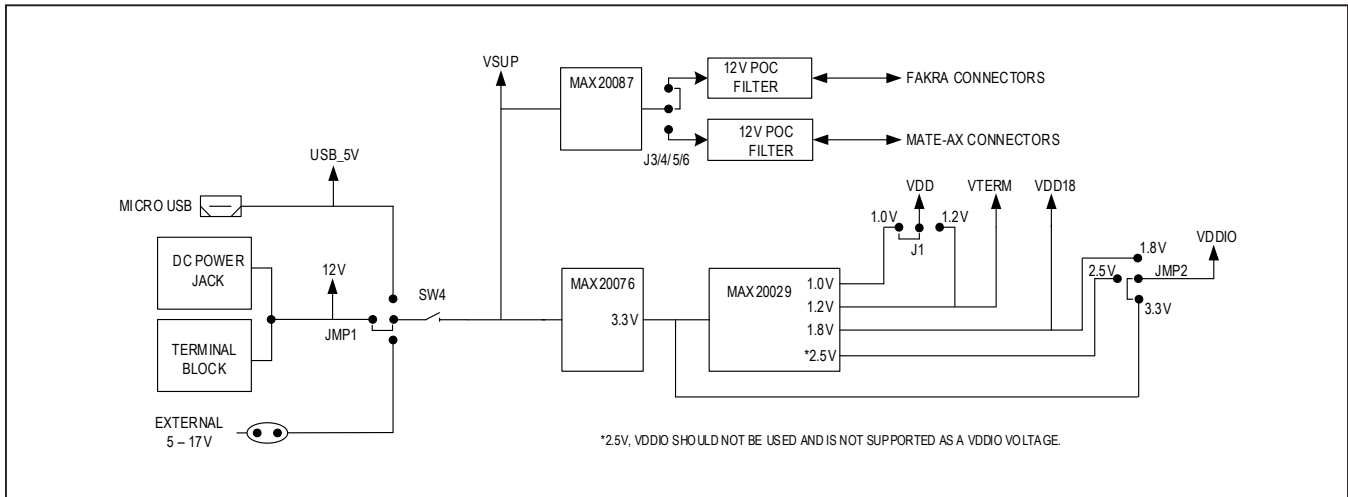 VSUP
MAX20087
12V POC
FILTER
FAKRA CONNECTORS
12V POC
FILTER
MATE-AX CONNECTORS
J3/4/5/6
USB_5V
MICRO USB
DC POWER
JACK
12V
SW4
JMP1
TERMINAL
BLOCK
EXTERNAL
5 – 17V
MAX20076
3.3V
MAX20029
1.0V
1.2V
1.8V
*2.5V
VDD
1.0V
1.2V
J1
VTERM
VDD18
VDDIO
1.8V
2.5V
JMP2
3.3V
*2.5V, VDDIO SHOULD NOT BE USED AND IS NOT SUPPORTED AS A VDDIO VOLTAGE.